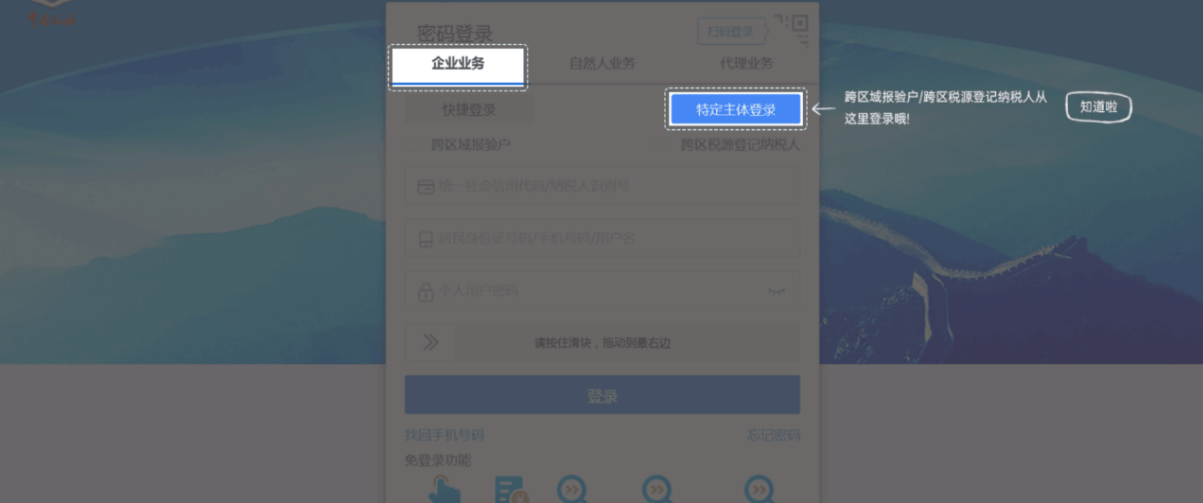 密码登录
扫码登录
企业业务
自然人业务
代理业务
快捷登录
特定主体登录
跨区域报验户/跨区税源登记纳税人从
这里登录哦!
知道啦
跨区域报验户
跨区税源登记纳税人
统一社会信用代码/纳税人识别号
居民身份证号码/手机号码/用户名
个人用户密码
请按住滑块，拖动到最右边
登录
找回手机号码
忘记密码
免登录功能